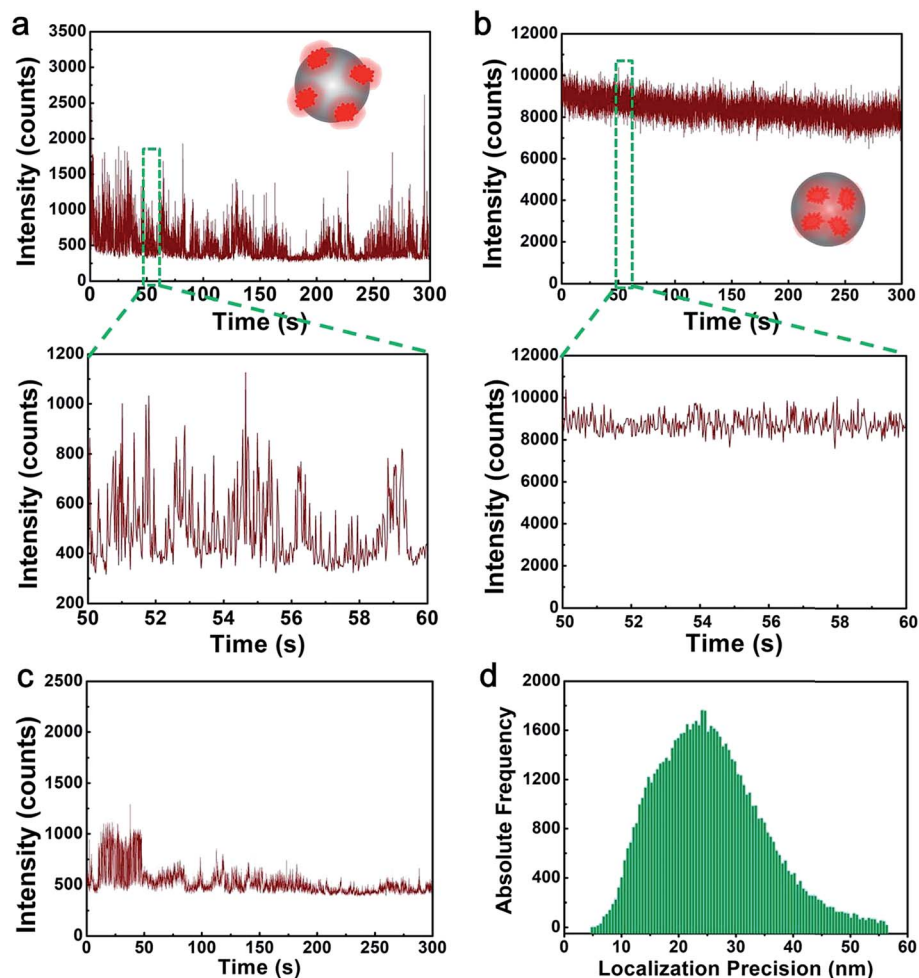 a
Intensity (counts)
3500
3000
2500
2000
1500
1000
500
0
0 50 100 150 200 250 300
Time (s)
b
Intensity (counts)
12000
10000
8000
6000
4000
2000
0
0 50 100 150 200 250 300
Time (s)
Intensity (counts)
1200
1000
800
600
400
200
50 52 54 56 58 60
Time (s)
Intensity (counts)
12000
10000
8000
6000
4000
2000
0
50 52 54 56 58 60
Time (s)
c
Intensity (counts)
2500
2000
1500
1000
500
0
0 50 100 150 200 250 300
Time (s)
d
Absolute Frequency
2000
1600
1200
800
400
0
0 10 20 30 40 50 60
Localization Precision (nm)